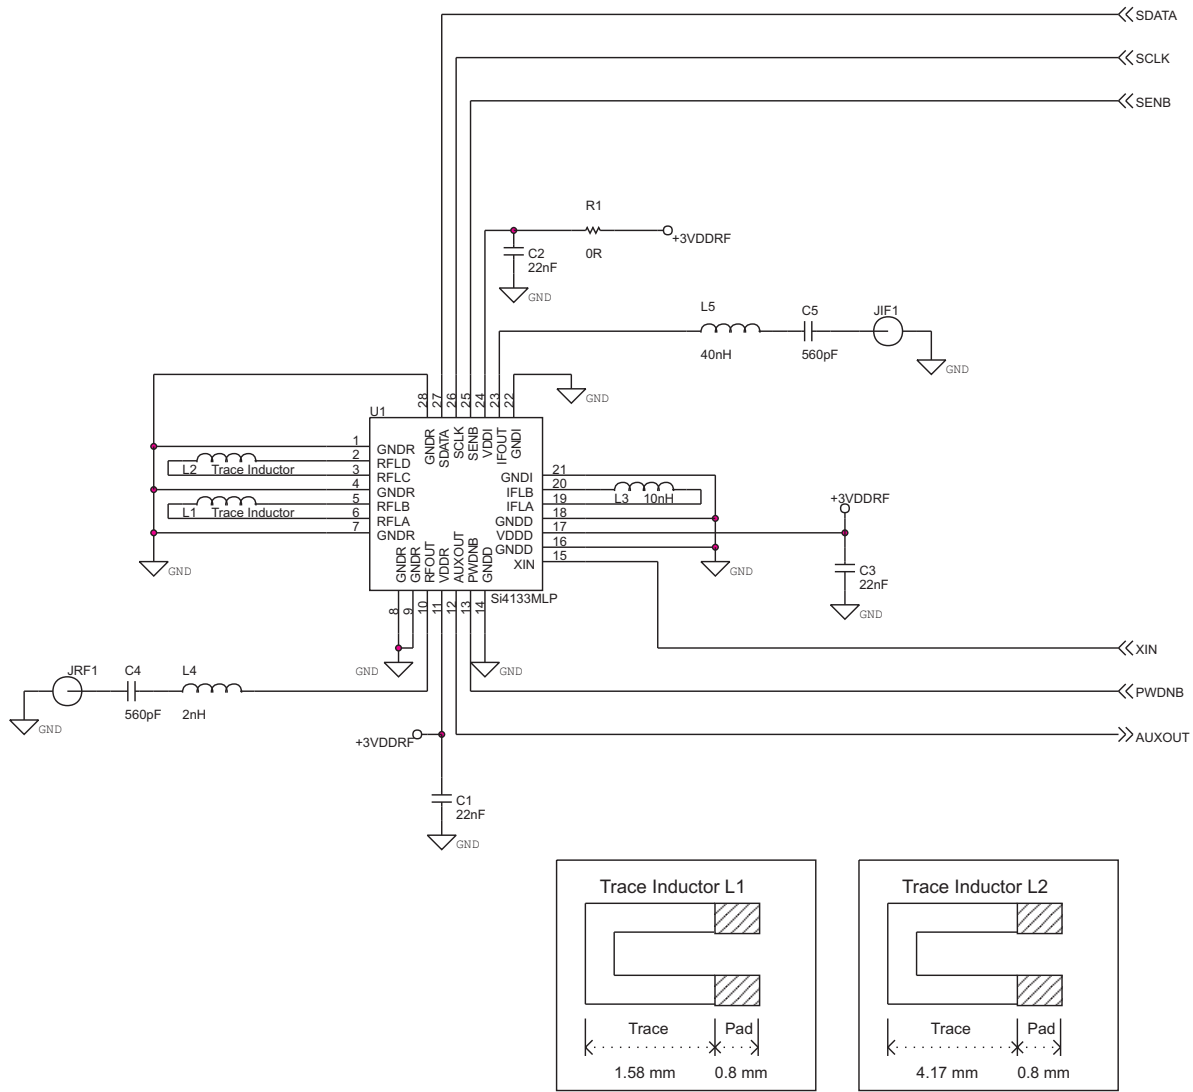 SDATA
SCLK
SENB
R1
+3VDDRF
C2
0R
22nF
GND
L5
C5
JIF1
40nH
560pF
GND
GND
U1
28
27
26
25
24
23
22
GNDR
SDATA
SCLK
SENB
VDDI
IFOUT
GNDI
1
GNDR
2
RFLD
L2 Trace Inductor
3
RFLC
4
GNDR
5
RFLB
L1 Trace Inductor
6
RFLA
7
GNDR
GND
21
GNDI
20
IFLB
L3 10nH
19
IFLA
18
GNDD
17
VDDD
16
GNDD
15
XIN
GND
+3VDDRF
C3
22nF
GND
GNDR
GNDR
RFOUT
VDDR
AUXOUT
PWDNB
GNDD
Si4133MLP
8
9
10
11
12
13
14
GND
GND
XIN
JRF1
C4
L4
560pF
2nH
GND
PWDNB
+3VDDRF
AUXOUT
C1
22nF
GND
Trace Inductor L1
Trace
Pad
1.58 mm
0.8 mm
Trace Inductor L2
Trace
Pad
4.17 mm
0.8 mm